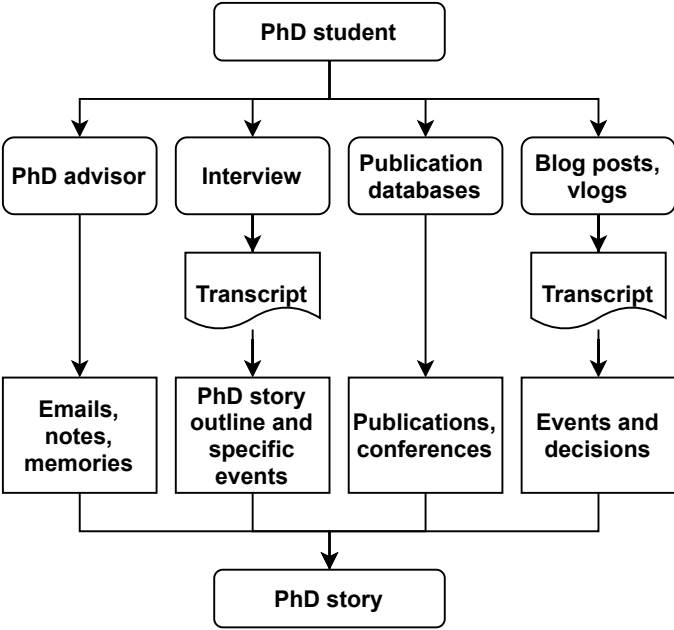 PhD student
PhD advisor
Interview
Publication
databases
Blog posts,
vlogs
Transcript
Transcript
Emails,
notes,
memories
PhD story
outline and
specific
events
Publications,
conferences
Events and
decisions
PhD story